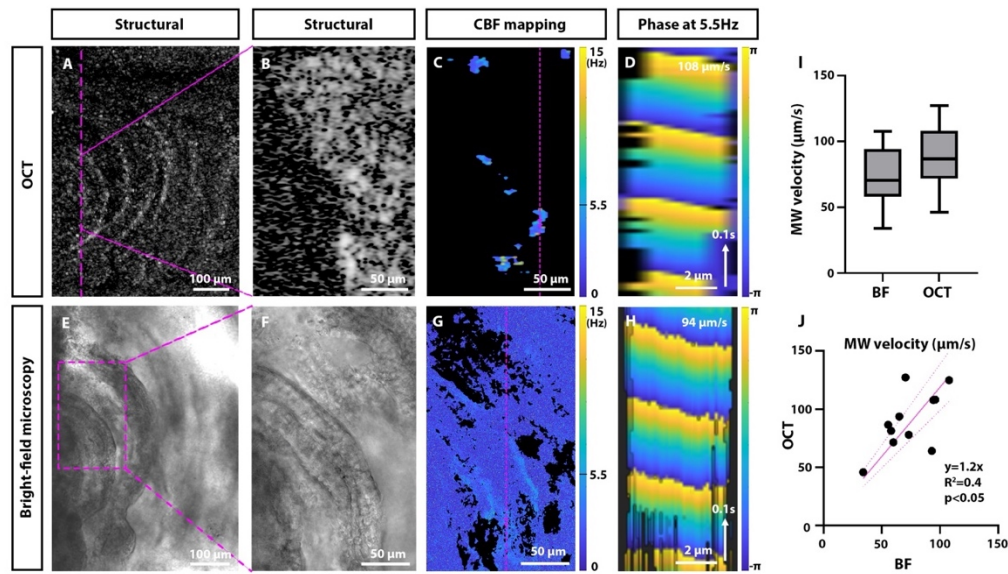 Structural
Structural
CBF mapping
Phase at 5.5Hz
OCT
A
100 µm
B
50 µm
C
50 µm
15
(Hz)
5.5
0
D
108 µm/s
0.1s
2 µm
π
-π
I
MW velocity (µm/s)
150
100
50
0
BF
OCT
Bright-field microscopy
E
100 µm
F
50 µm
G
50 µm
15
(Hz)
5.5
0
H
94 µm/s
0.1s
2 µm
π
-π
J
MW velocity (µm/s)
OCT
150
100
50
0
y=1.2x
R²=0.4
p<0.05
0
50
100
150
BF